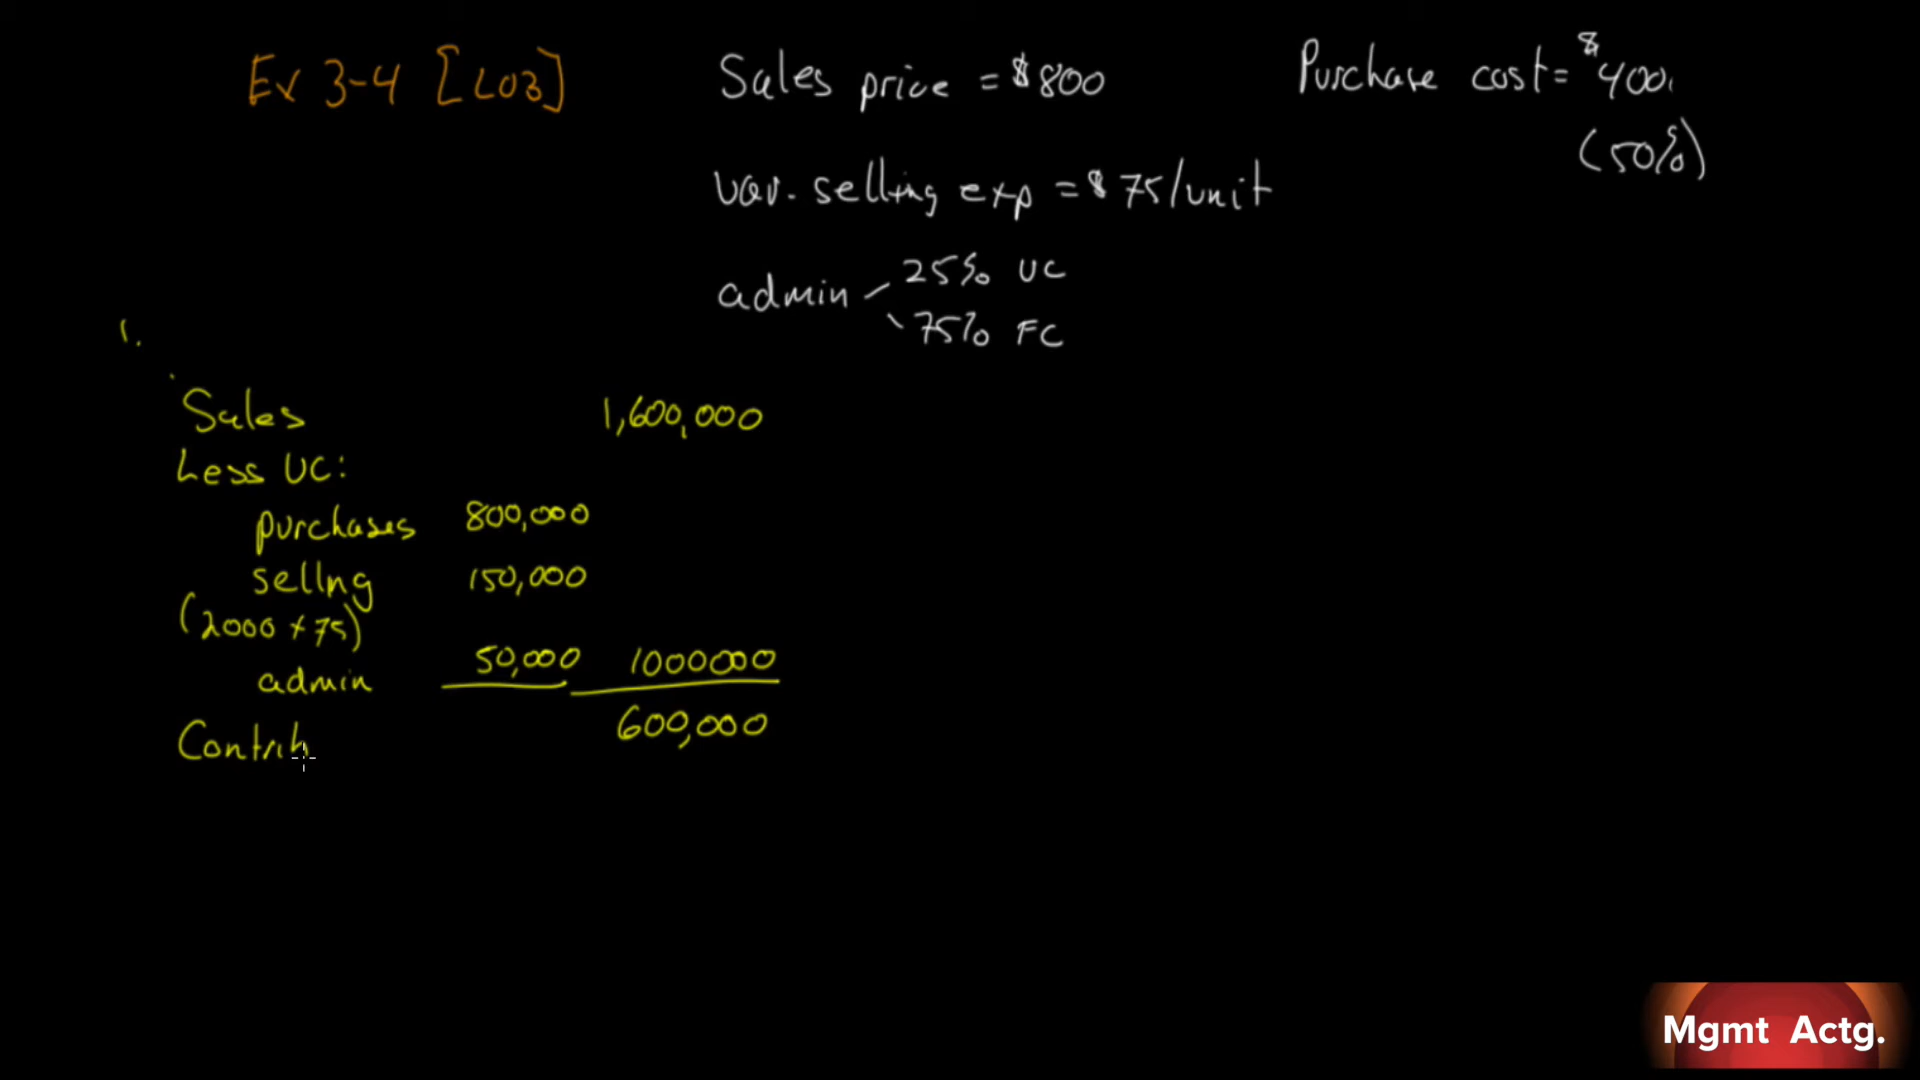 Ex 3-4 [LO3]
Sales price = $800
Purchase cost = $400.
(50%)
var. selling exp = $75/unit
admin
25% VC
75% FC
1.
Sales 1,600,000
Less VC:
purchases 800,000
sellng 150,000
(2000 x 75)
admin 50,000 1000000
Contrib 600,000
Mgmt Actg.